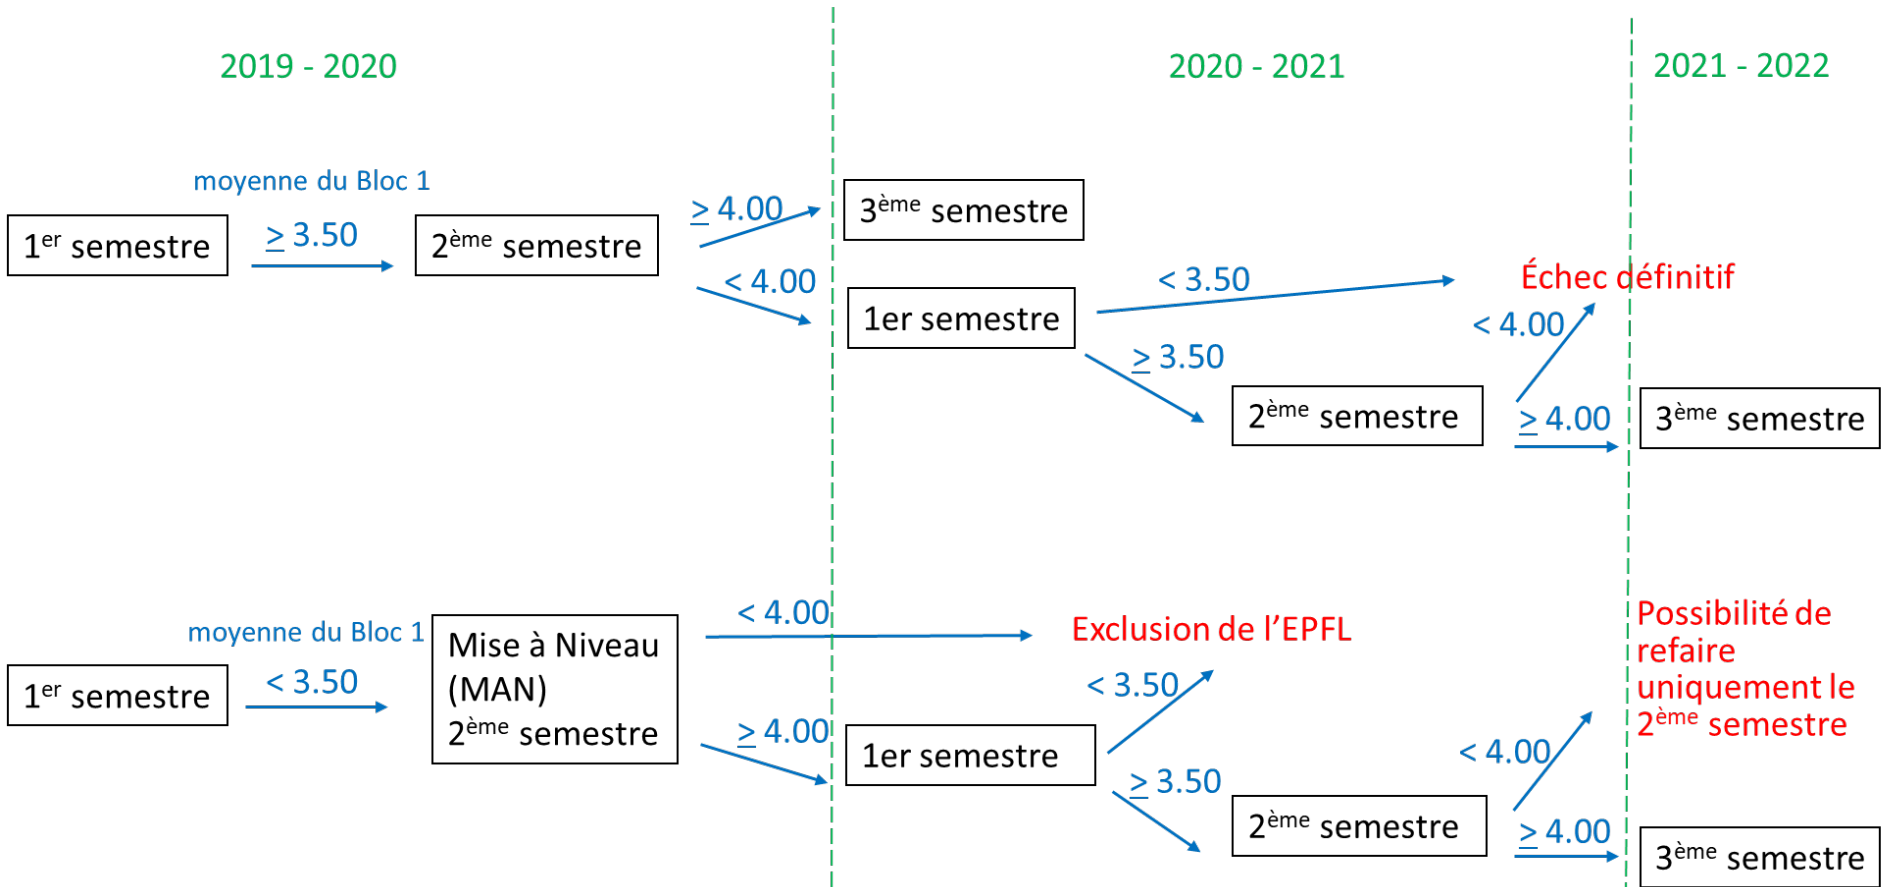 2019 - 2020
2020 - 2021
2021 - 2022
moyenne du Bloc 1
1er semestre
≥ 3.50
2ème semestre
≥ 4.00
3ème semestre
< 4.00
1er semestre
< 3.50
Échec définitif
≥ 3.50
< 4.00
2ème semestre
≥ 4.00
3ème semestre
moyenne du Bloc 1
1er semestre
< 3.50
Mise à Niveau
(MAN)
2ème semestre
< 4.00
Exclusion de l’EPFL
≥ 4.00
1er semestre
< 3.50
≥ 3.50
2ème semestre
< 4.00
Possibilité de
refaire
uniquement le
2ème semestre
≥ 4.00
3ème semestre